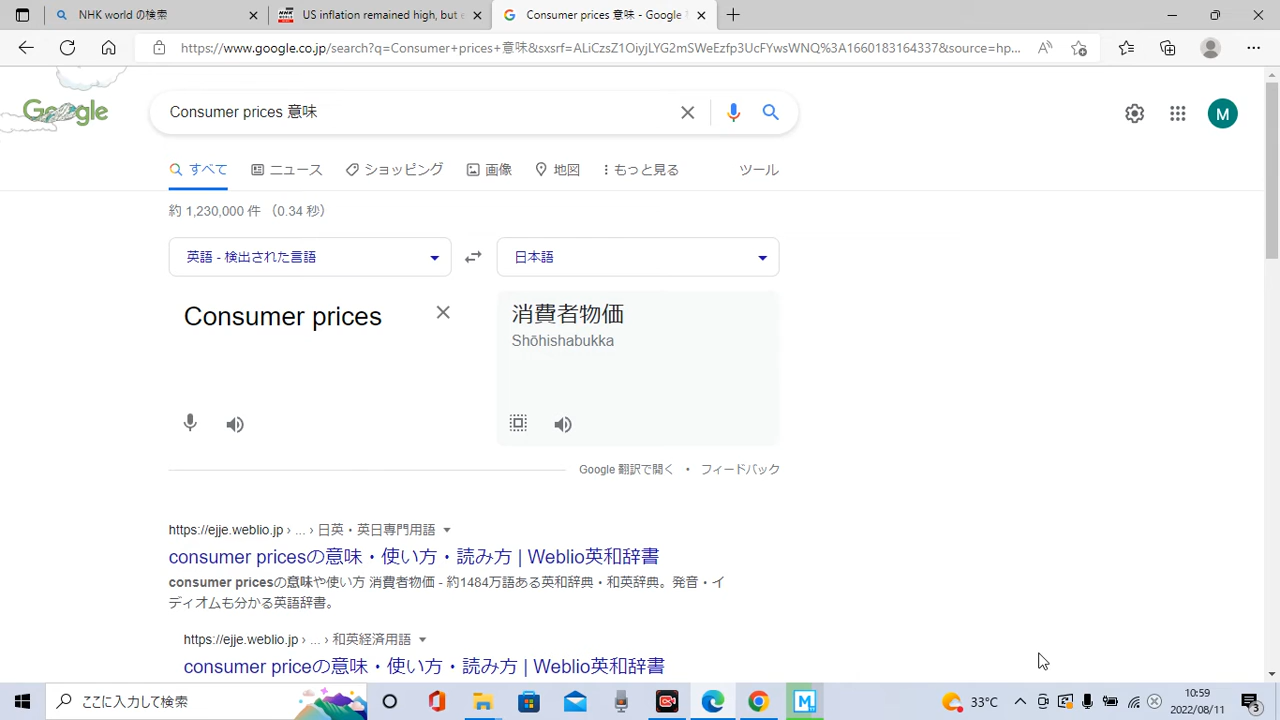 NHK world の検索
US inflation remained high, but e
Consumer prices 意味 - Google
https://www.google.co.jp/search?q=Consumer+prices+意味&sxsrf=ALiCzsZ1OiyjLYG2mSWeEzfp3UcFYwsWNQ%3A1660183164337&source=hp...
Google
Consumer prices 意味
M
すべて ニュース ショッピング 画像 地図 もっと見る ツール
約 1,230,000 件 （0.34 秒）
英語 - 検出された言語 日本語
Consumer prices
消費者物価
Shōhishabukka
Google 翻訳で開く • フィードバック
https://ejje.weblio.jp › ... › 日英・英日専門用語
consumer pricesの意味・使い方・読み方 | Weblio英和辞書
consumer pricesの意味や使い方 消費者物価 - 約1484万語ある英和辞典・和英辞典。発音・イ
ディオムも分かる英語辞書。
https://ejje.weblio.jp › ... › 和英経済用語
consumer priceの意味・使い方・読み方 | Weblio英和辞書
ここに入力して検索
33°C
10:59
2022/08/11
3